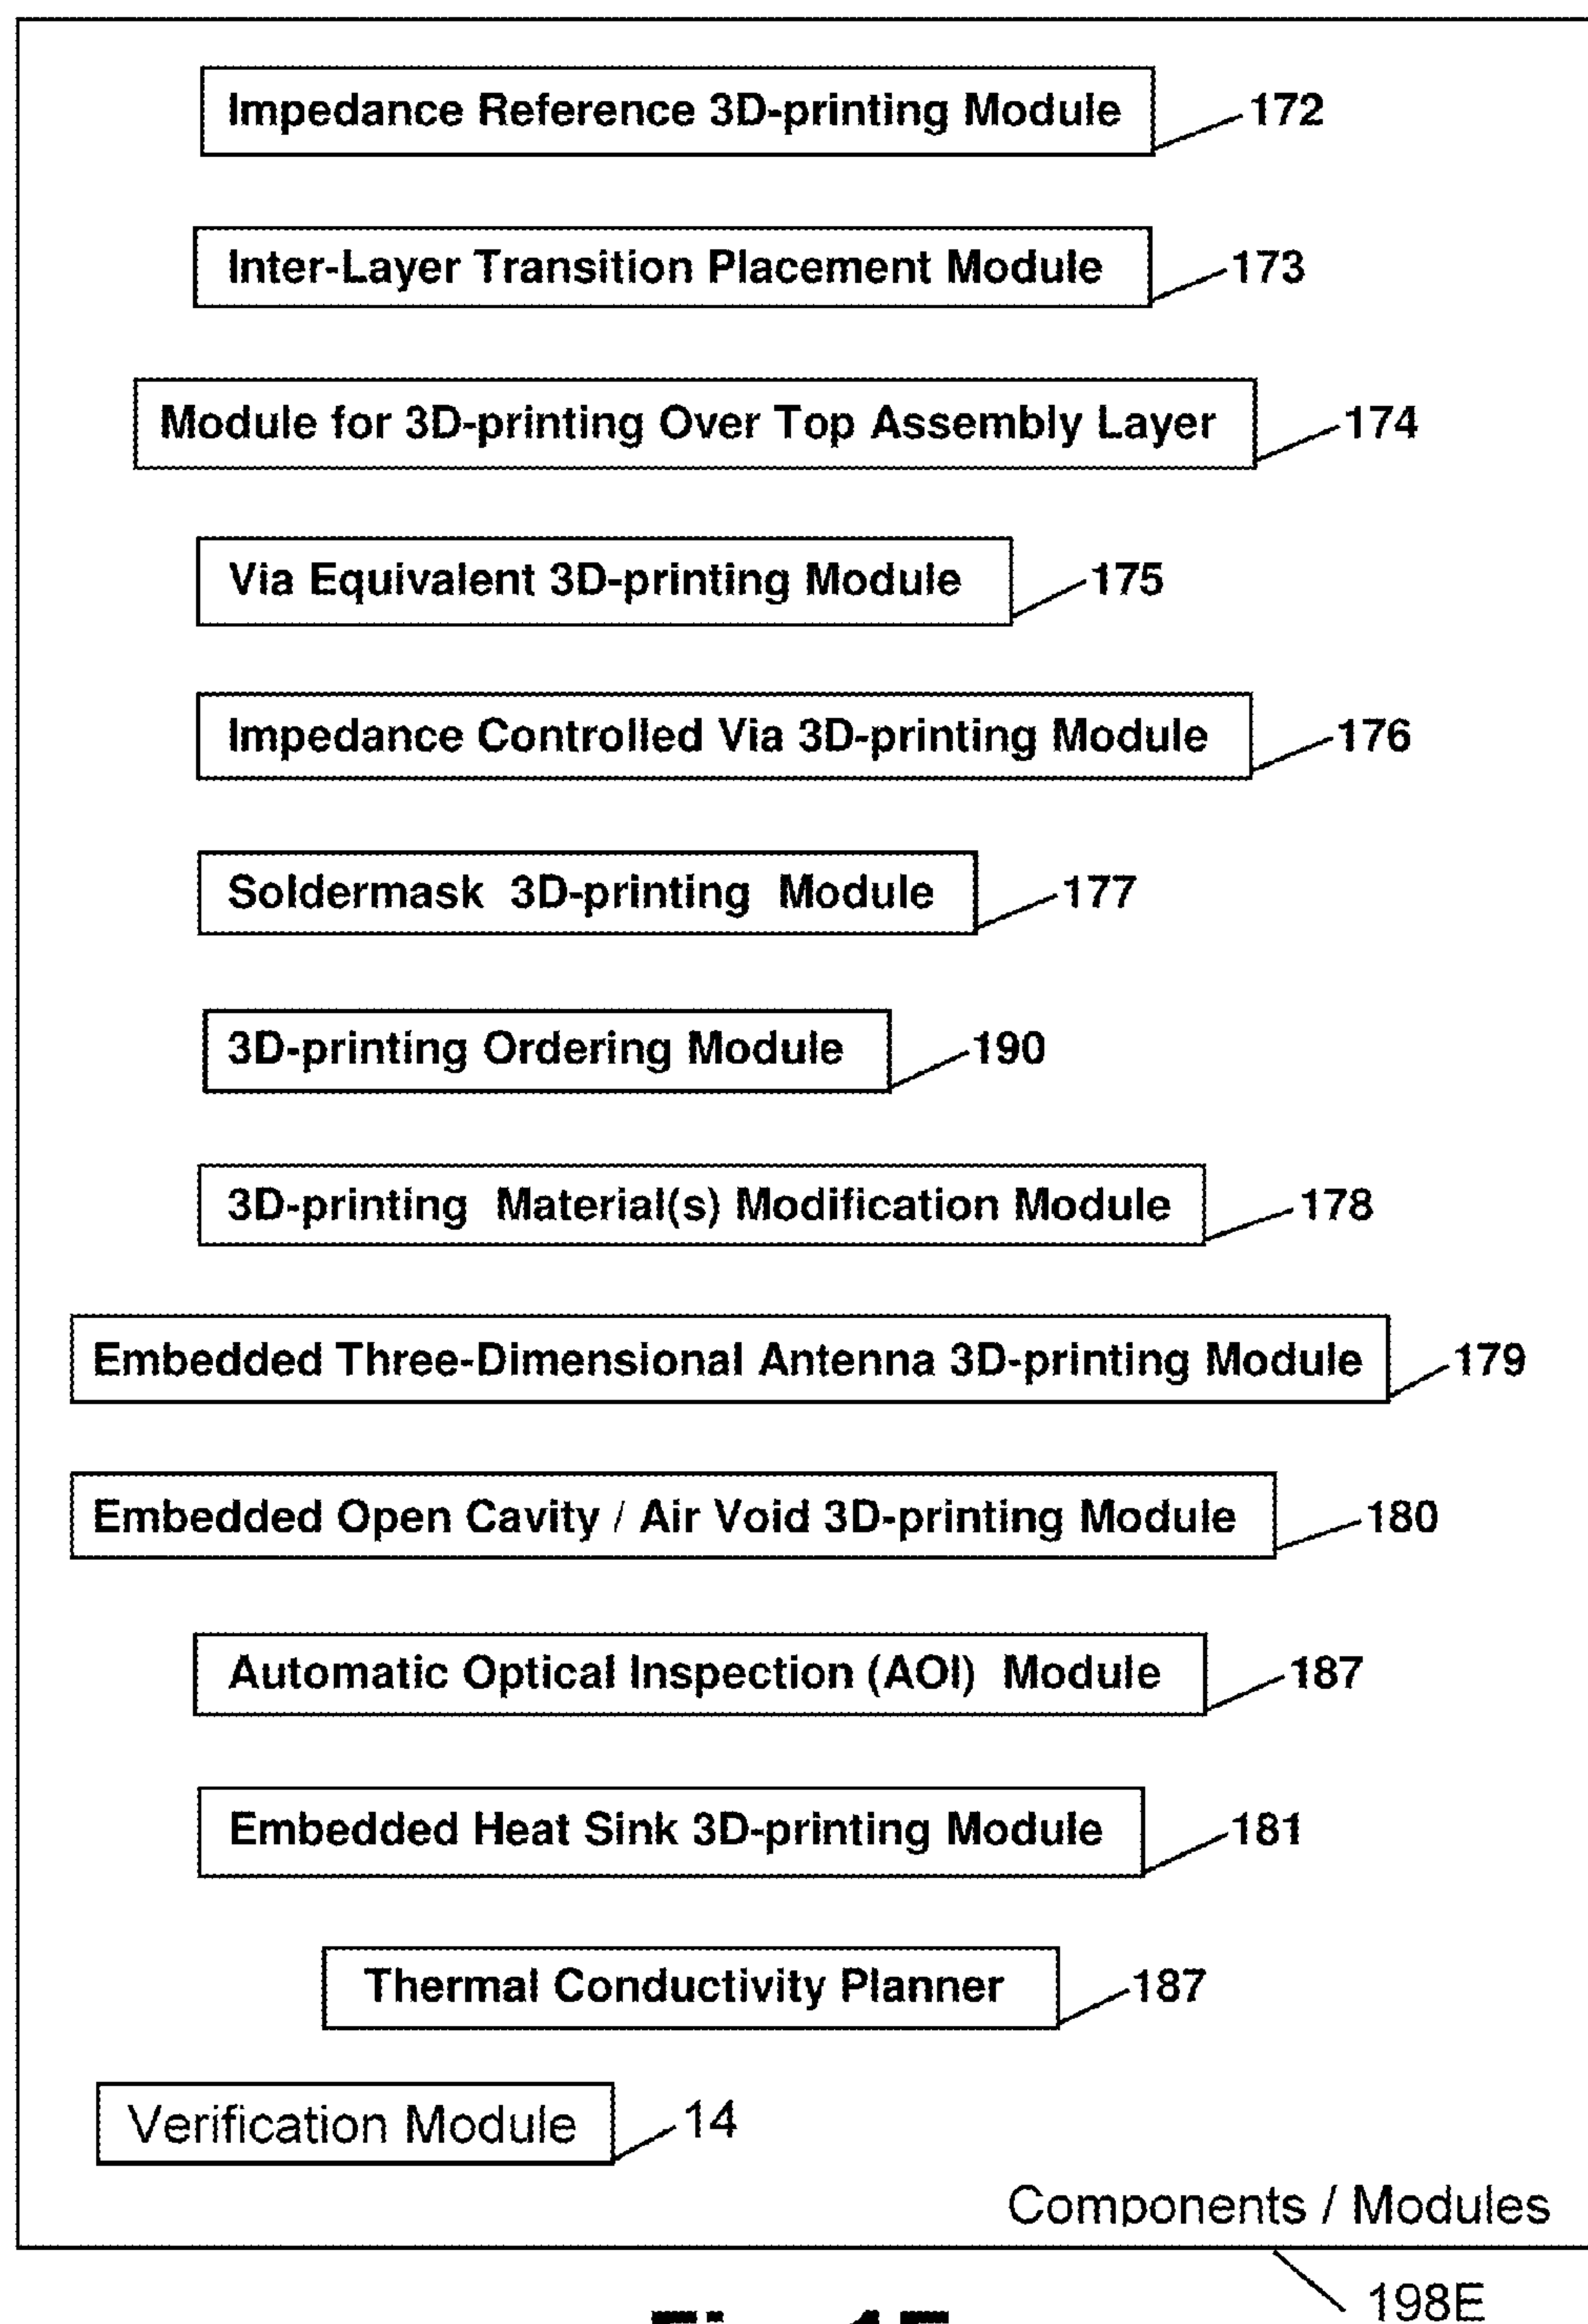 Impedance Reference 3D-printing Module 172
Inter-Layer Transition Placement Module 173
Module for 3D-printing Over Top Assembly Layer 174
Via Equivalent 3D-printing Module 175
Impedance Controlled Via 3D-printing Module 176
Soldermask 3D-printing Module 177
3D-printing Ordering Module 190
3D-printing Material(s) Modification Module 178
Embedded Three-Dimensional Antenna 3D-printing Module 179
Embedded Open Cavity / Air Void 3D-printing Module 180
Automatic Optical Inspection (AOI) Module 187
Embedded Heat Sink 3D-printing Module 181
Thermal Conductivity Planner 187
Verification Module 14
Components / Modules
198E